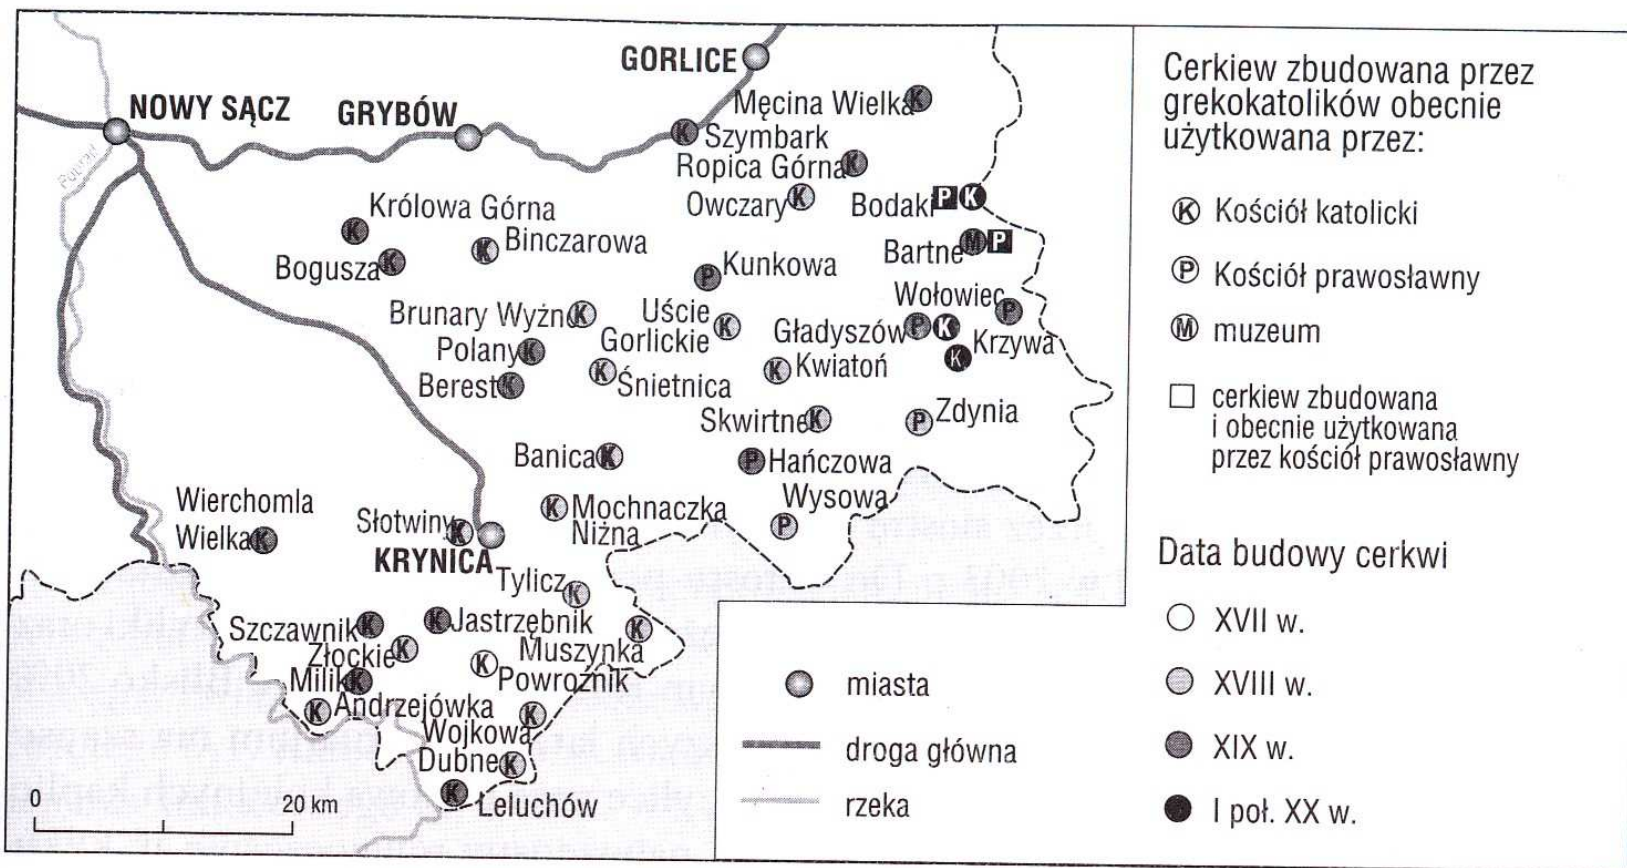 GORLICE
NOWY SĄCZ
GRYBÓW
Poprad
Męcina Wielka
K
K
Szymbark
Ropica Górna
K
Owczary
K
Bodaki
P
K
Królowa Górna
K
Binczarowa
K
Bogusza
K
Bartne
M
P
Kunkowa
P
Wołowiec
P
Brunary Wyżne
K
Uście
Gorlickie
K
Gładyszów
P
K
Krzywa
K
Polany
K
Kwiatoń
K
Berest
K
Śnietnica
K
Skwirtne
K
Zdynia
P
Banica
K
Hańczowa
P
Wysowa
P
Wierchomla
Wielka
K
Słotwiny
K
KRYNICA
Mochnaczka
Niżna
K
Tylicz
K
Szczawnik
K
Jastrzębnik
K
Złockie
K
Muszynka
K
Milik
K
Powroźnik
K
Andrzejówka
K
Wojkowa
K
Dubne
K
Leluchów
K
0
20 km
miasta
droga główna
rzeka
Cerkiew zbudowana przez
grekokatolików obecnie
użytkowana przez:
K Kościół katolicki
P Kościół prawosławny
M muzeum
cerkiew zbudowana
i obecnie użytkowana
przez kościół prawosławny
Data budowy cerkwi
XVII w.
XVIII w.
XIX w.
I poł. XX w.